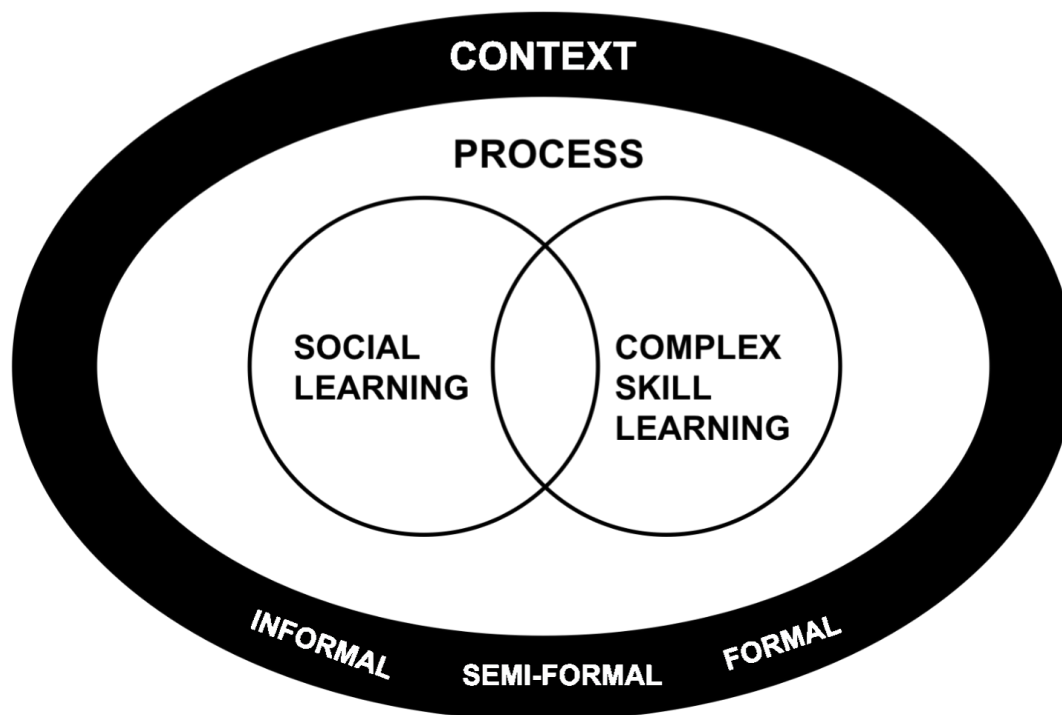 CONTEXT
PROCESS
SOCIAL
LEARNING
COMPLEX
SKILL
LEARNING
INFORMAL
SEMI-FORMAL
FORMAL